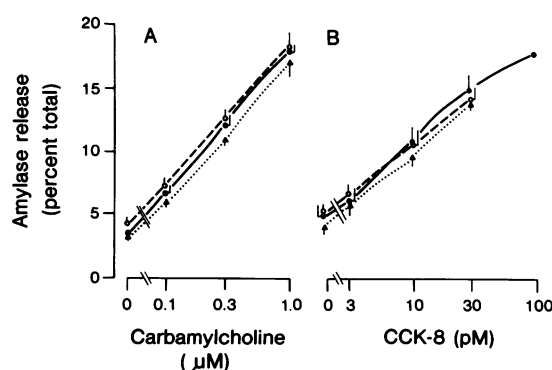 A
B
20
15
10
5
0
Amylase release
(percent total)
0 0.1 0.3 1.0
0 3 10 30 100
Carbamylcholine
( μM)
CCK-8 (pM)